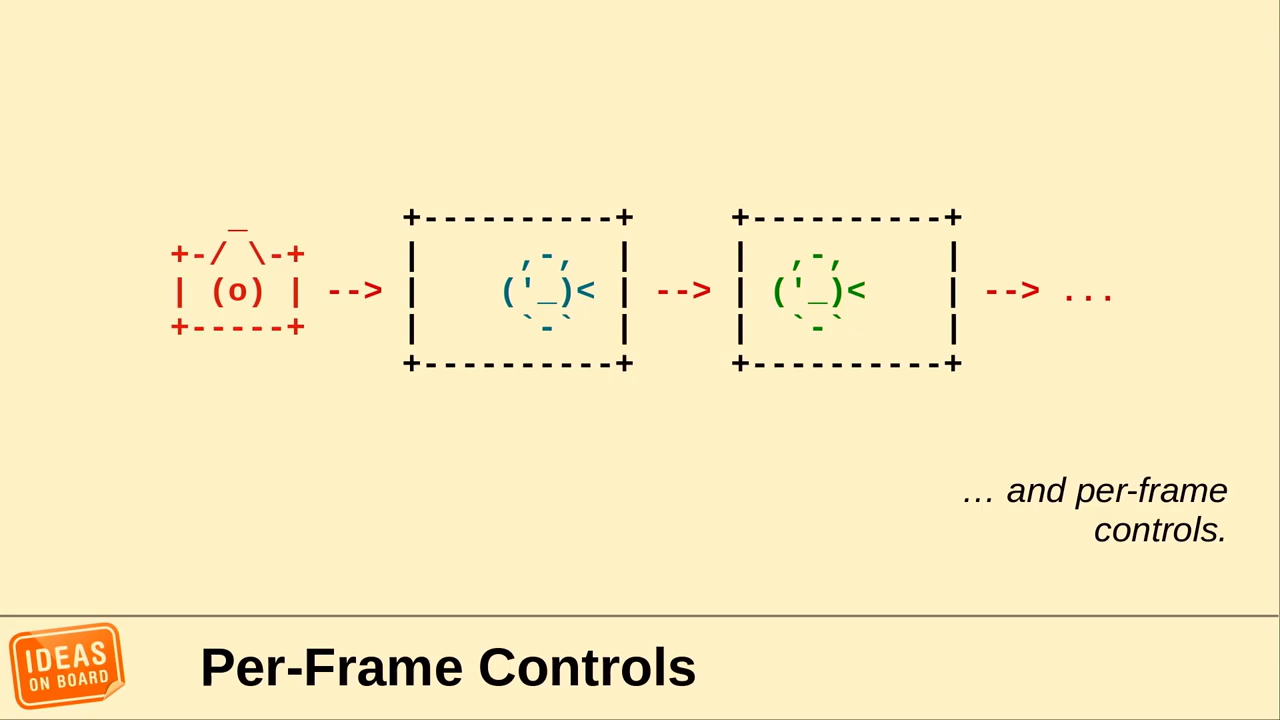 +----------+     +----------+
   _
+-/ \-+     |      ,-,  |     |  ,-,     |
| (o) | --> |     ('_)< | --> | ('_)<    | --> ...
+-----+     |      `-`  |     |  `-`     |
            +----------+     +----------+
… and per-frame
controls.
IDEAS
ON BOARD
Per-Frame Controls